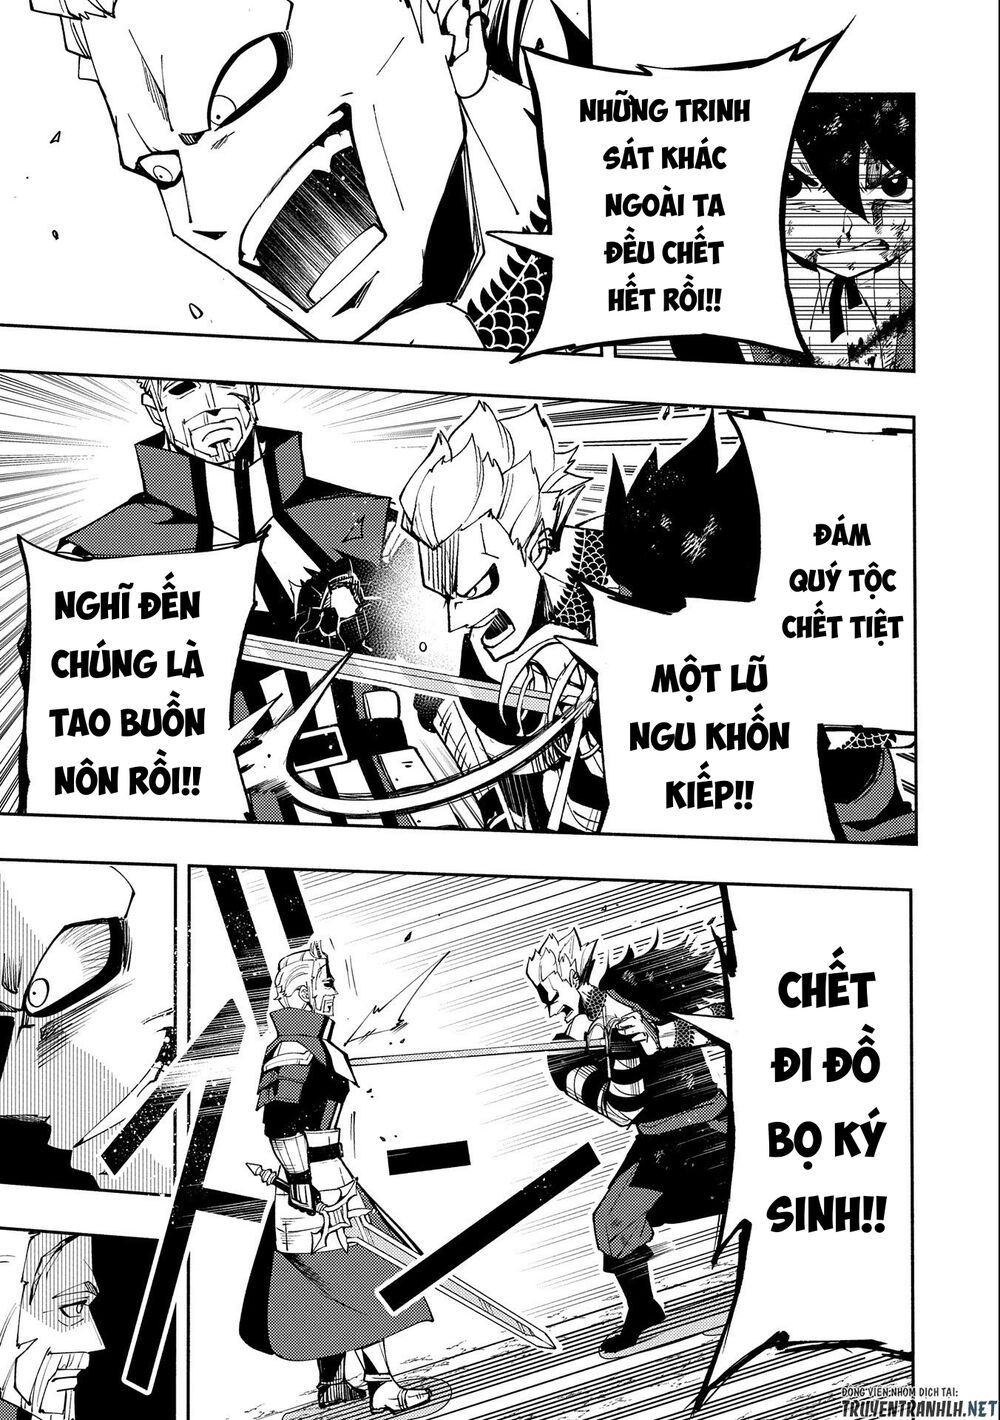 NHỮNG TRINH
SÁT KHÁC
NGOÀI TA
ĐỀU CHẾT
HẾT RỒI!!
ĐÁM
QUÝ TỘC
CHẾT TIỆT
MỘT LŨ
NGU KHỐN
KIẾP!!
NGHĨ ĐẾN
CHÚNG LÀ
TAO BUỒN
NÔN RỒI!!
CHẾT
ĐI ĐỒ
BỌ KÝ
SINH!!
ĐỘNG VIÊN NHÓM DỊCH TẠI:
TRUYENTRANHLH.NET